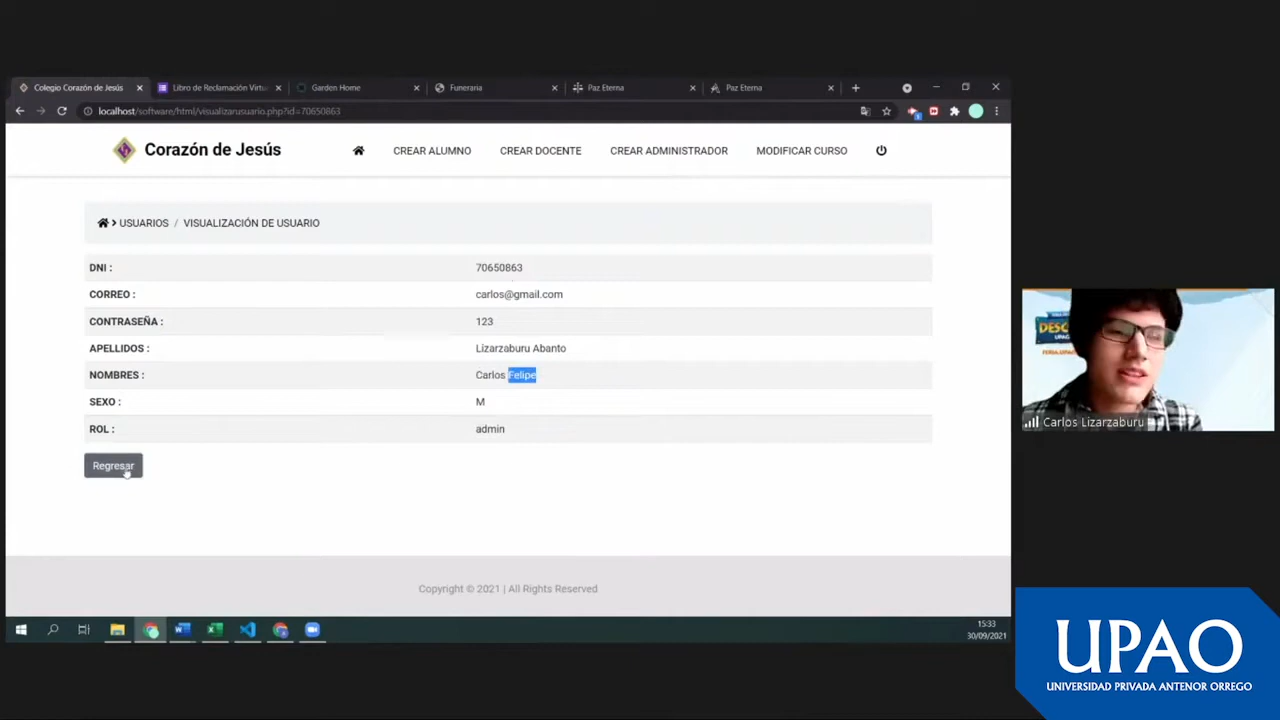 Colegio Corazón de Jesús
Libro de Reclamación Virtu
Garden Home
Funeraria
Paz Eterna
Paz Eterna
localhost/software/html/visualizarusuario.php?id=70650863
Corazón de Jesús
CREAR ALUMNO
CREAR DOCENTE
CREAR ADMINISTRADOR
MODIFICAR CURSO
USUARIOS / VISUALIZACIÓN DE USUARIO
DNI : 70650863
CORREO : carlos@gmail.com
CONTRASEÑA : 123
APELLIDOS : Lizarzaburu Abanto
NOMBRES : Carlos Felipe
SEXO : M
ROL : admin
Regresar
Copyright © 2021 | All Rights Reserved
15:33
30/09/2021
DESC
Carlos Lizarzaburu
UPAO
UNIVERSIDAD PRIVADA ANTENOR ORREGO